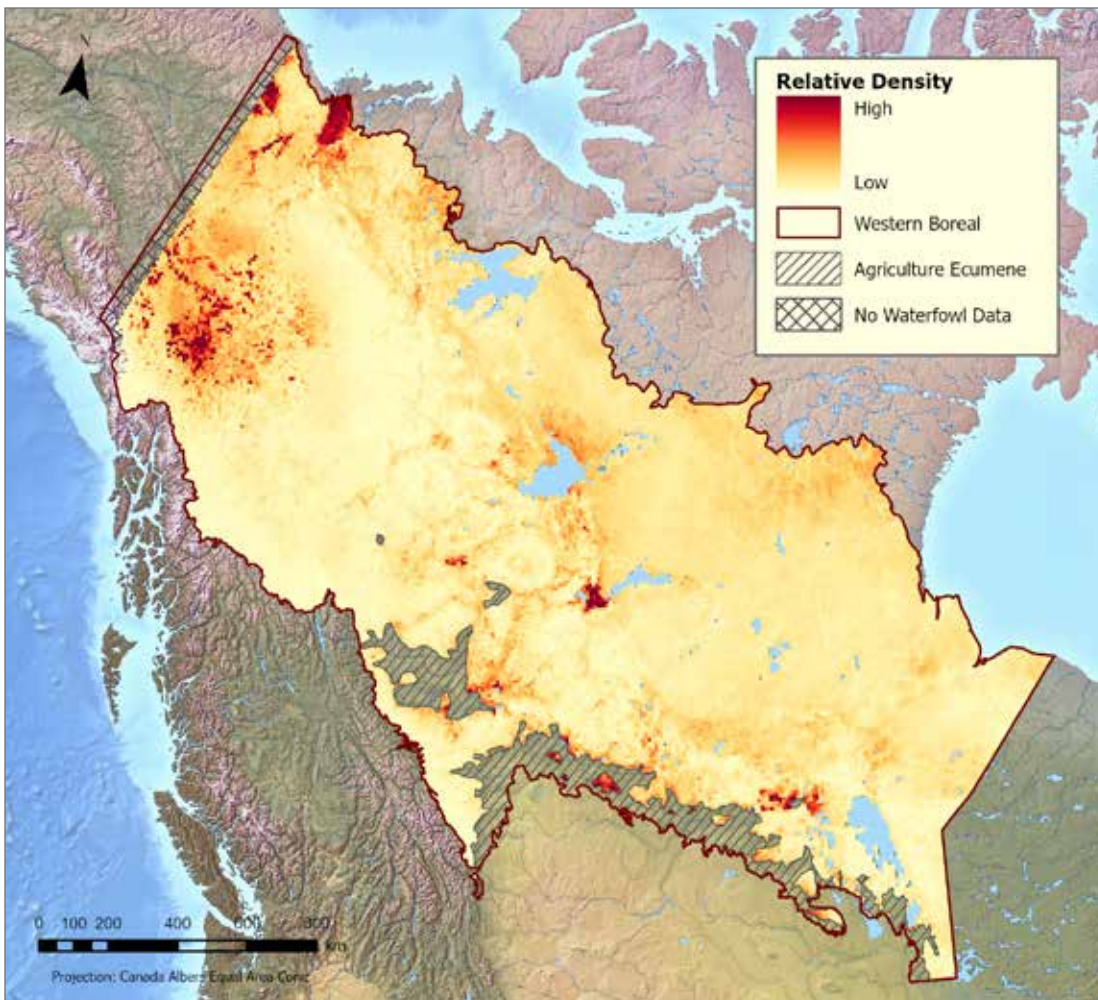 N
Relative Density
High
Low
Western Boreal
Agriculture Ecumene
No Waterfowl Data
0 100 200 400 600 800
km
Projection: Canada Albers Equal Area Conic